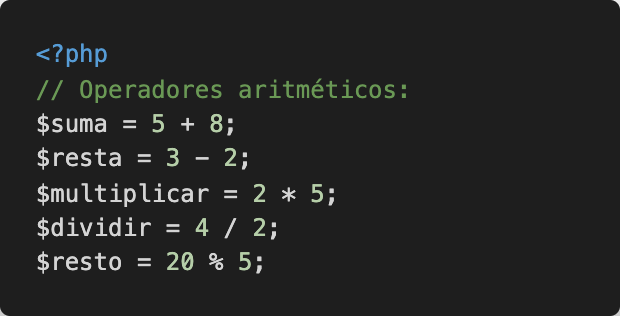 <?php
// Operadores aritméticos:
$suma = 5 + 8;
$resta = 3 - 2;
$multiplicar = 2 * 5;
$dividir = 4 / 2;
$resto = 20 % 5;